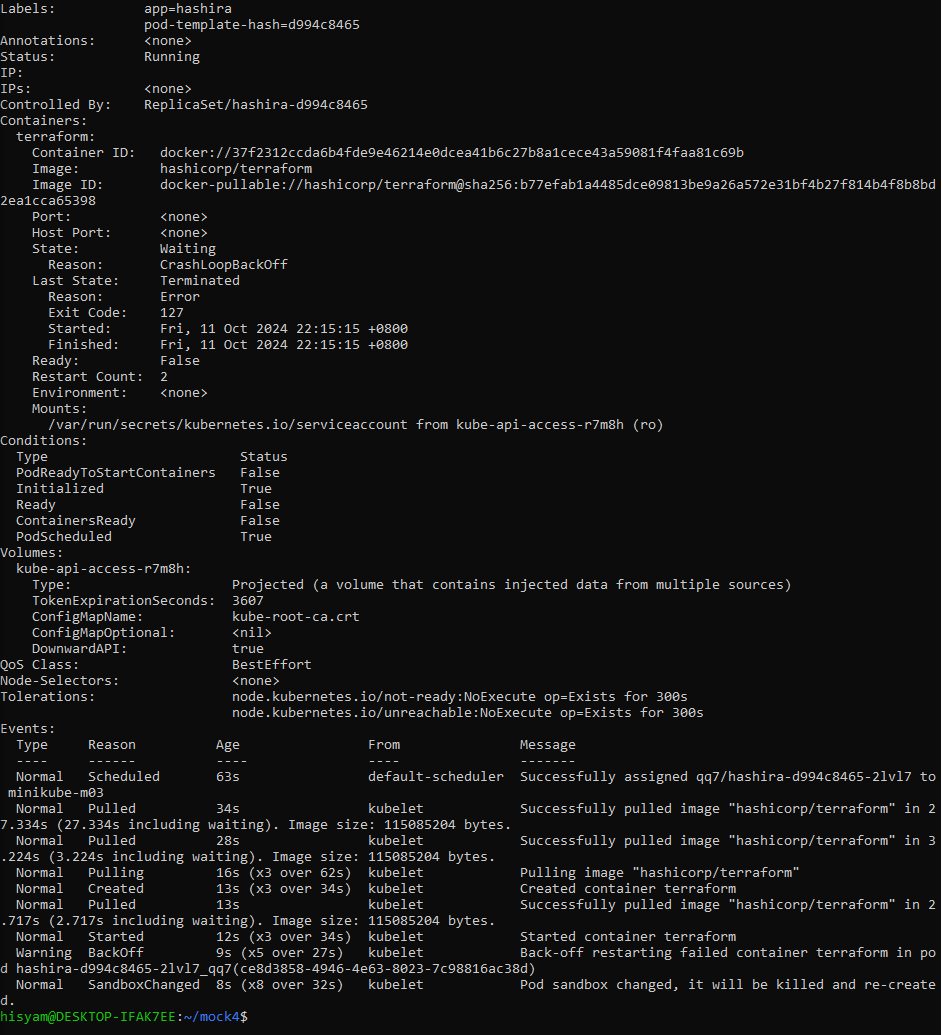 Labels:           app=hashira
                  pod-template-hash=d994c8465
Annotations:      <none>
Status:           Running
IP:
IPs:              <none>
Controlled By:    ReplicaSet/hashira-d994c8465
Containers:
  terraform:
    Container ID:   docker://37f2312ccda6b4fde9e46214e0dcea41b6c27b8a1cece43a59081f4faa81c69b
    Image:          hashicorp/terraform
    Image ID:       docker-pullable://hashicorp/terraform@sha256:b77efab1a4485dce09813be9a26a572e31bf4b27f814b4f8b8bd
2ea1cca65398
    Port:           <none>
    Host Port:      <none>
    State:          Waiting
      Reason:       CrashLoopBackOff
    Last State:     Terminated
      Reason:       Error
      Exit Code:    127
      Started:      Fri, 11 Oct 2024 22:15:15 +0800
      Finished:     Fri, 11 Oct 2024 22:15:15 +0800
    Ready:          False
    Restart Count:  2
    Environment:    <none>
    Mounts:
      /var/run/secrets/kubernetes.io/serviceaccount from kube-api-access-r7m8h (ro)
Conditions:
  Type                        Status
  PodReadyToStartContainers   False
  Initialized                 True
  Ready                       False
  ContainersReady             False
  PodScheduled                True
Volumes:
  kube-api-access-r7m8h:
    Type:                    Projected (a volume that contains injected data from multiple sources)
    TokenExpirationSeconds:  3607
    ConfigMapName:           kube-root-ca.crt
    ConfigMapOptional:       <nil>
    DownwardAPI:             true
QoS Class:                   BestEffort
Node-Selectors:              <none>
Tolerations:                 node.kubernetes.io/not-ready:NoExecute op=Exists for 300s
                             node.kubernetes.io/unreachable:NoExecute op=Exists for 300s
Events:
  Type     Reason          Age                From               Message
  ----     ------          ----               ----               -------
  Normal   Scheduled       63s                default-scheduler  Successfully assigned qq7/hashira-d994c8465-2lvl7 to
 minikube-m03
  Normal   Pulled          34s                kubelet            Successfully pulled image "hashicorp/terraform" in 2
7.334s (27.334s including waiting). Image size: 115085204 bytes.
  Normal   Pulled          28s                kubelet            Successfully pulled image "hashicorp/terraform" in 3
.224s (3.224s including waiting). Image size: 115085204 bytes.
  Normal   Pulling         16s (x3 over 62s)  kubelet            Pulling image "hashicorp/terraform"
  Normal   Created         13s (x3 over 34s)  kubelet            Created container terraform
  Normal   Pulled          13s                kubelet            Successfully pulled image "hashicorp/terraform" in 2
.717s (2.717s including waiting). Image size: 115085204 bytes.
  Normal   Started         12s (x3 over 34s)  kubelet            Started container terraform
  Warning  BackOff         9s (x5 over 27s)   kubelet            Back-off restarting failed container terraform in po
d hashira-d994c8465-2lvl7_qq7(ce8d3858-4946-4e63-8023-7c98816ac38d)
  Normal   SandboxChanged  8s (x8 over 32s)   kubelet            Pod sandbox changed, it will be killed and re-create
d.
hisyam@DESKTOP-IFAK7EE:~/mock4$